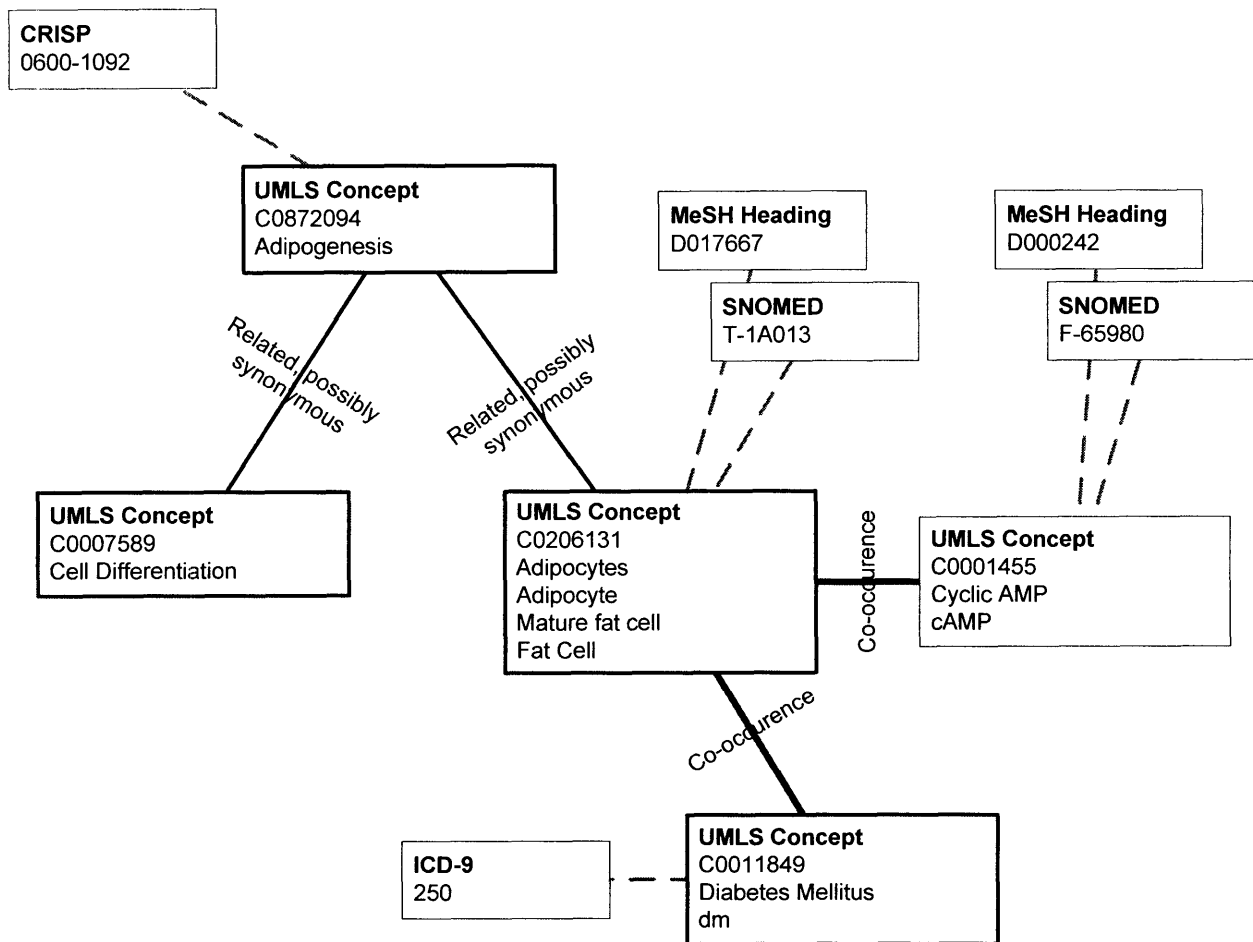 CRISP
0600-1092
UMLS Concept
C0872094
Adipogenesis
MeSH Heading
D017667
MeSH Heading
D000242
SNOMED
T-1A013
SNOMED
F-65980
Related, possibly
synonymous
Related, possibly
synonymous
UMLS Concept
C0007589
Cell Differentiation
UMLS Concept
C0206131
Adipocytes
Adipocyte
Mature fat cell
Fat Cell
Co-occurence
UMLS Concept
C0001455
Cyclic AMP
cAMP
Co-occurence
ICD-9
250
UMLS Concept
C0011849
Diabetes Mellitus
dm